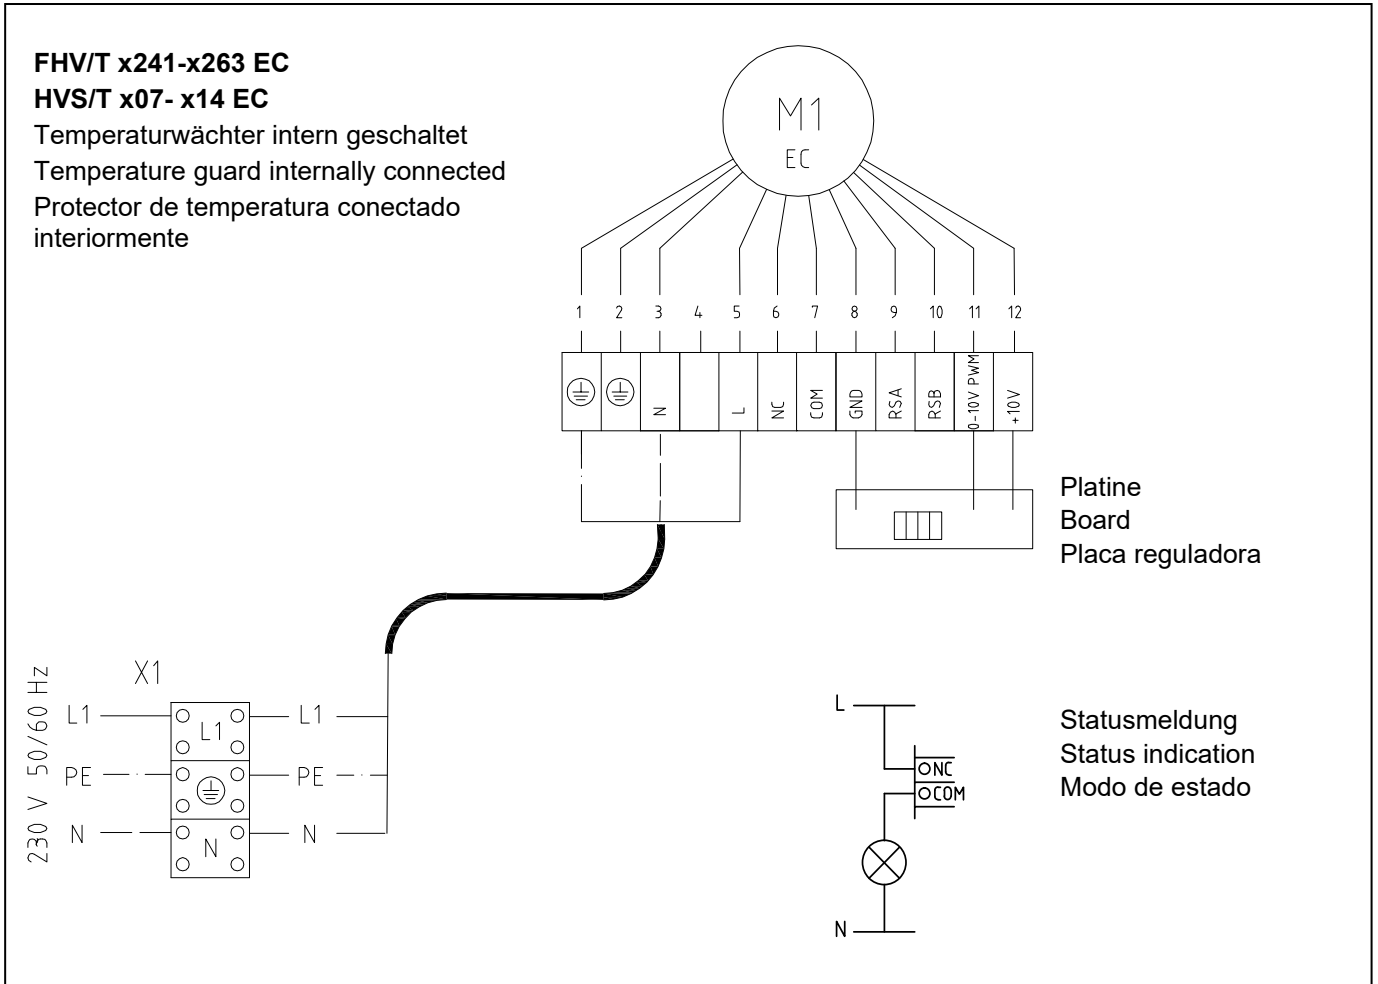 FHV/T x241-x263 EC
HVS/T x07- x14 EC
Temperaturwächter intern geschaltet
Temperature guard internally connected
Protector de temperatura conectado
interiormente
M1
EC
1 2 3 4 5 6 7 8 9 10 11 12
N L NC COM GND RSA RSB 0-10V PWM +10V
Platine
Board
Placa reguladora
X1
230 V 50/60 Hz
L1 L1 L1
PE PE
N N N
L
NC
COM
N
Statusmeldung
Status indication
Modo de estado